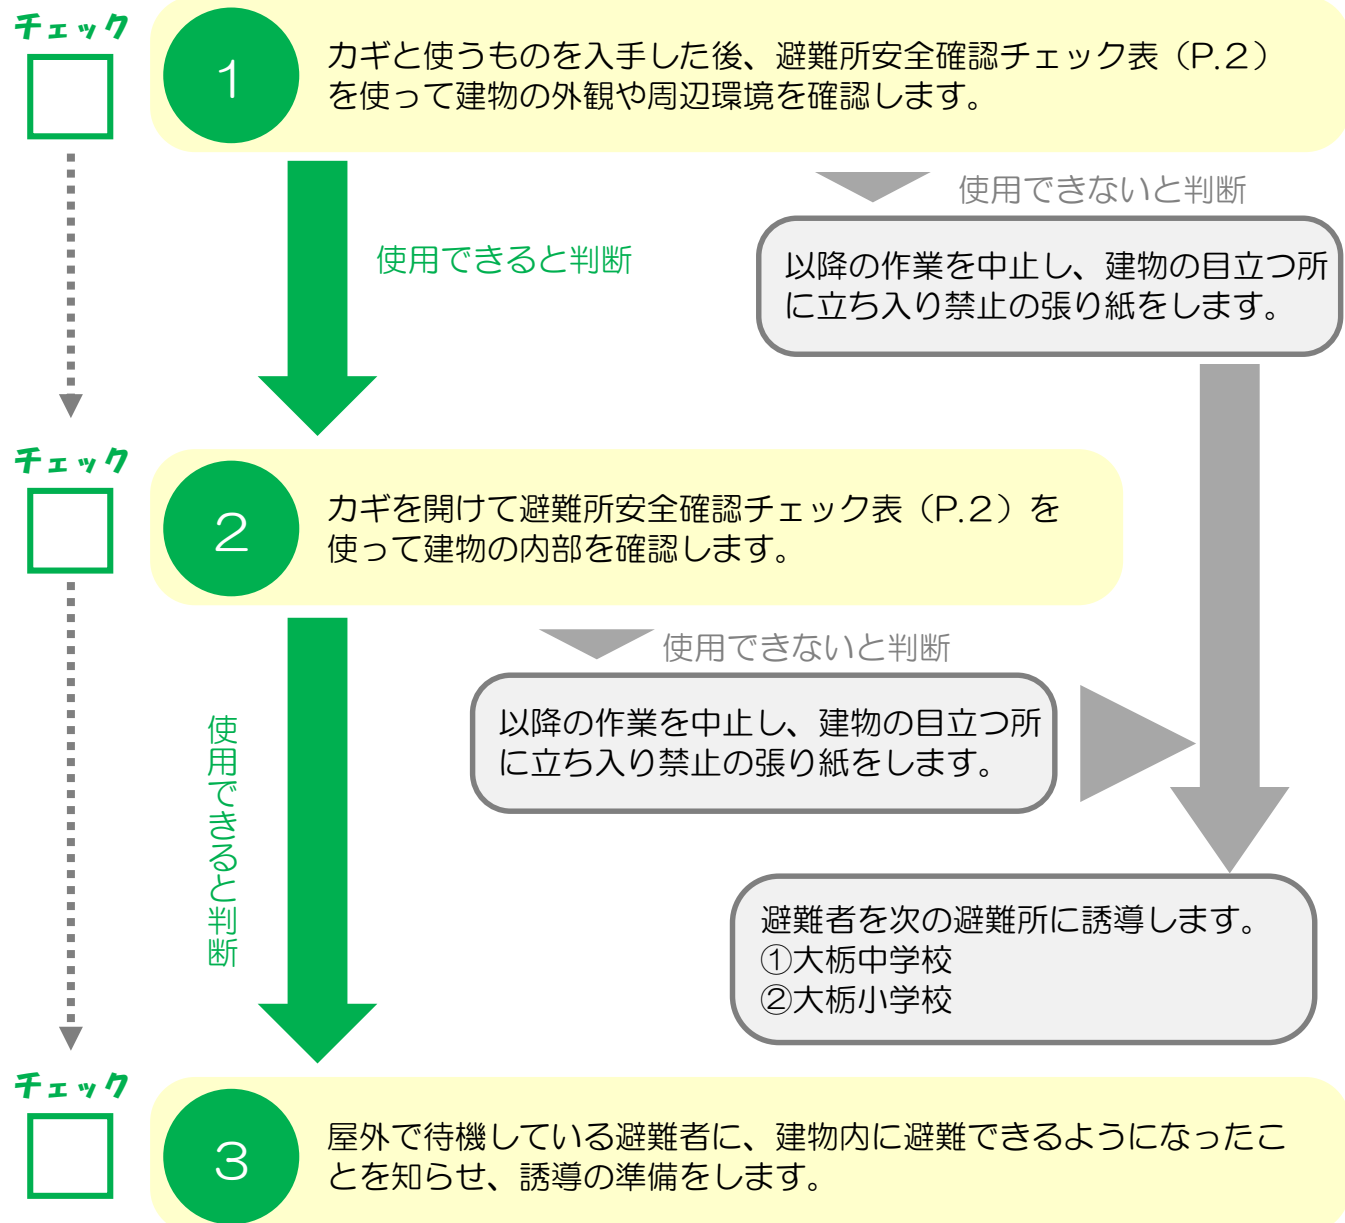 チェック
1
カギと使うものを入手した後、避難所安全確認チェック表（P.2）
を使って建物の外観や周辺環境を確認します。
使用できないと判断
使用できると判断
以降の作業を中止し、建物の目立つ所
に立ち入り禁止の張り紙をします。
チェック
2
カギを開けて避難所安全確認チェック表（P.2）を
使って建物の内部を確認します。
使用できないと判断
使用できると判断
以降の作業を中止し、建物の目立つ所
に立ち入り禁止の張り紙をします。
避難者を次の避難所に誘導します。
①大栃中学校
②大栃小学校
チェック
3
屋外で待機している避難者に、建物内に避難できるようになったこ
とを知らせ、誘導の準備をします。